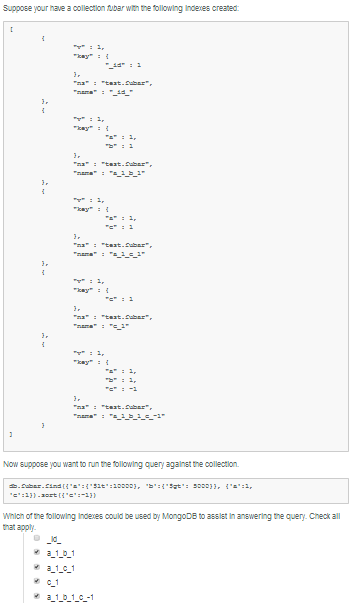 Suppose your have a collection fubar with the following indexes created:
[
{
"v" : 1,
"key" : {
"_id" : 1
},
"ns" : "test.fubar",
"name" : "_id_"
},
{
"v" : 1,
"key" : {
"a" : 1,
"b" : 1
},
"ns" : "test.fubar",
"name" : "a_1_b_1"
},
{
"v" : 1,
"key" : {
"a" : 1,
"c" : 1
},
"ns" : "test.fubar",
"name" : "a_1_c_1"
},
{
"v" : 1,
"key" : {
"c" : 1
},
"ns" : "test.fubar",
"name" : "c_1"
},
{
"v" : 1,
"key" : {
"a" : 1,
"b" : 1,
"c" : -1
},
"ns" : "test.fubar",
"name" : "a_1_b_1_c_-1"
}
]
Now suppose you want to run the following query against the collection.
db.fubar.find({'a':{'$lt':10000}, 'b':{'$gt': 5000}}, {'a':1,
'c':1}).sort({'c':-1})
Which of the following indexes could be used by MongoDB to assist in answering the query. Check all
that apply.
_id_
a_1_b_1
a_1_c_1
c_1
a_1_b_1_c_-1